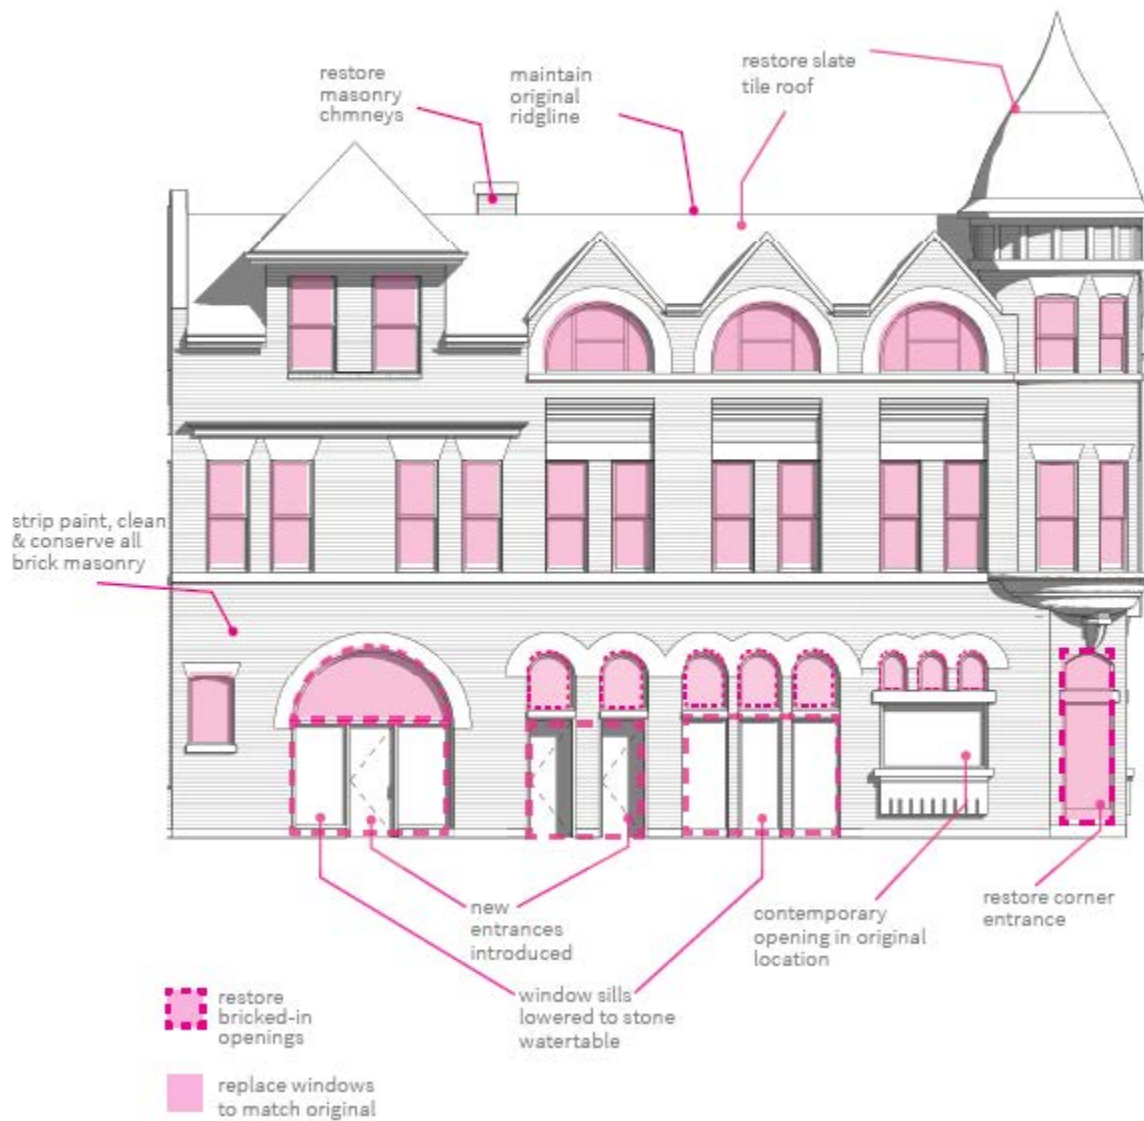 restore
masonry
chmneys
maintain
original
ridgline
restore slate
tile roof
strip paint, clean
& conserve all
brick masonry
new
entrances
introduced
contemporary
opening in original
location
restore corner
entrance
window sills
lowered to stone
watertable
restore
bricked-in
openings
replace windows
to match original